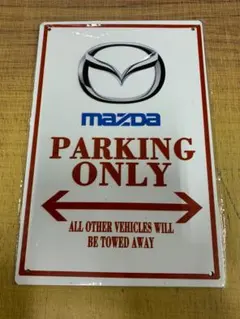 mazda
PARKING
ONLY
ALL OTHER VEHICLES WILL
BE TOWED AWAY